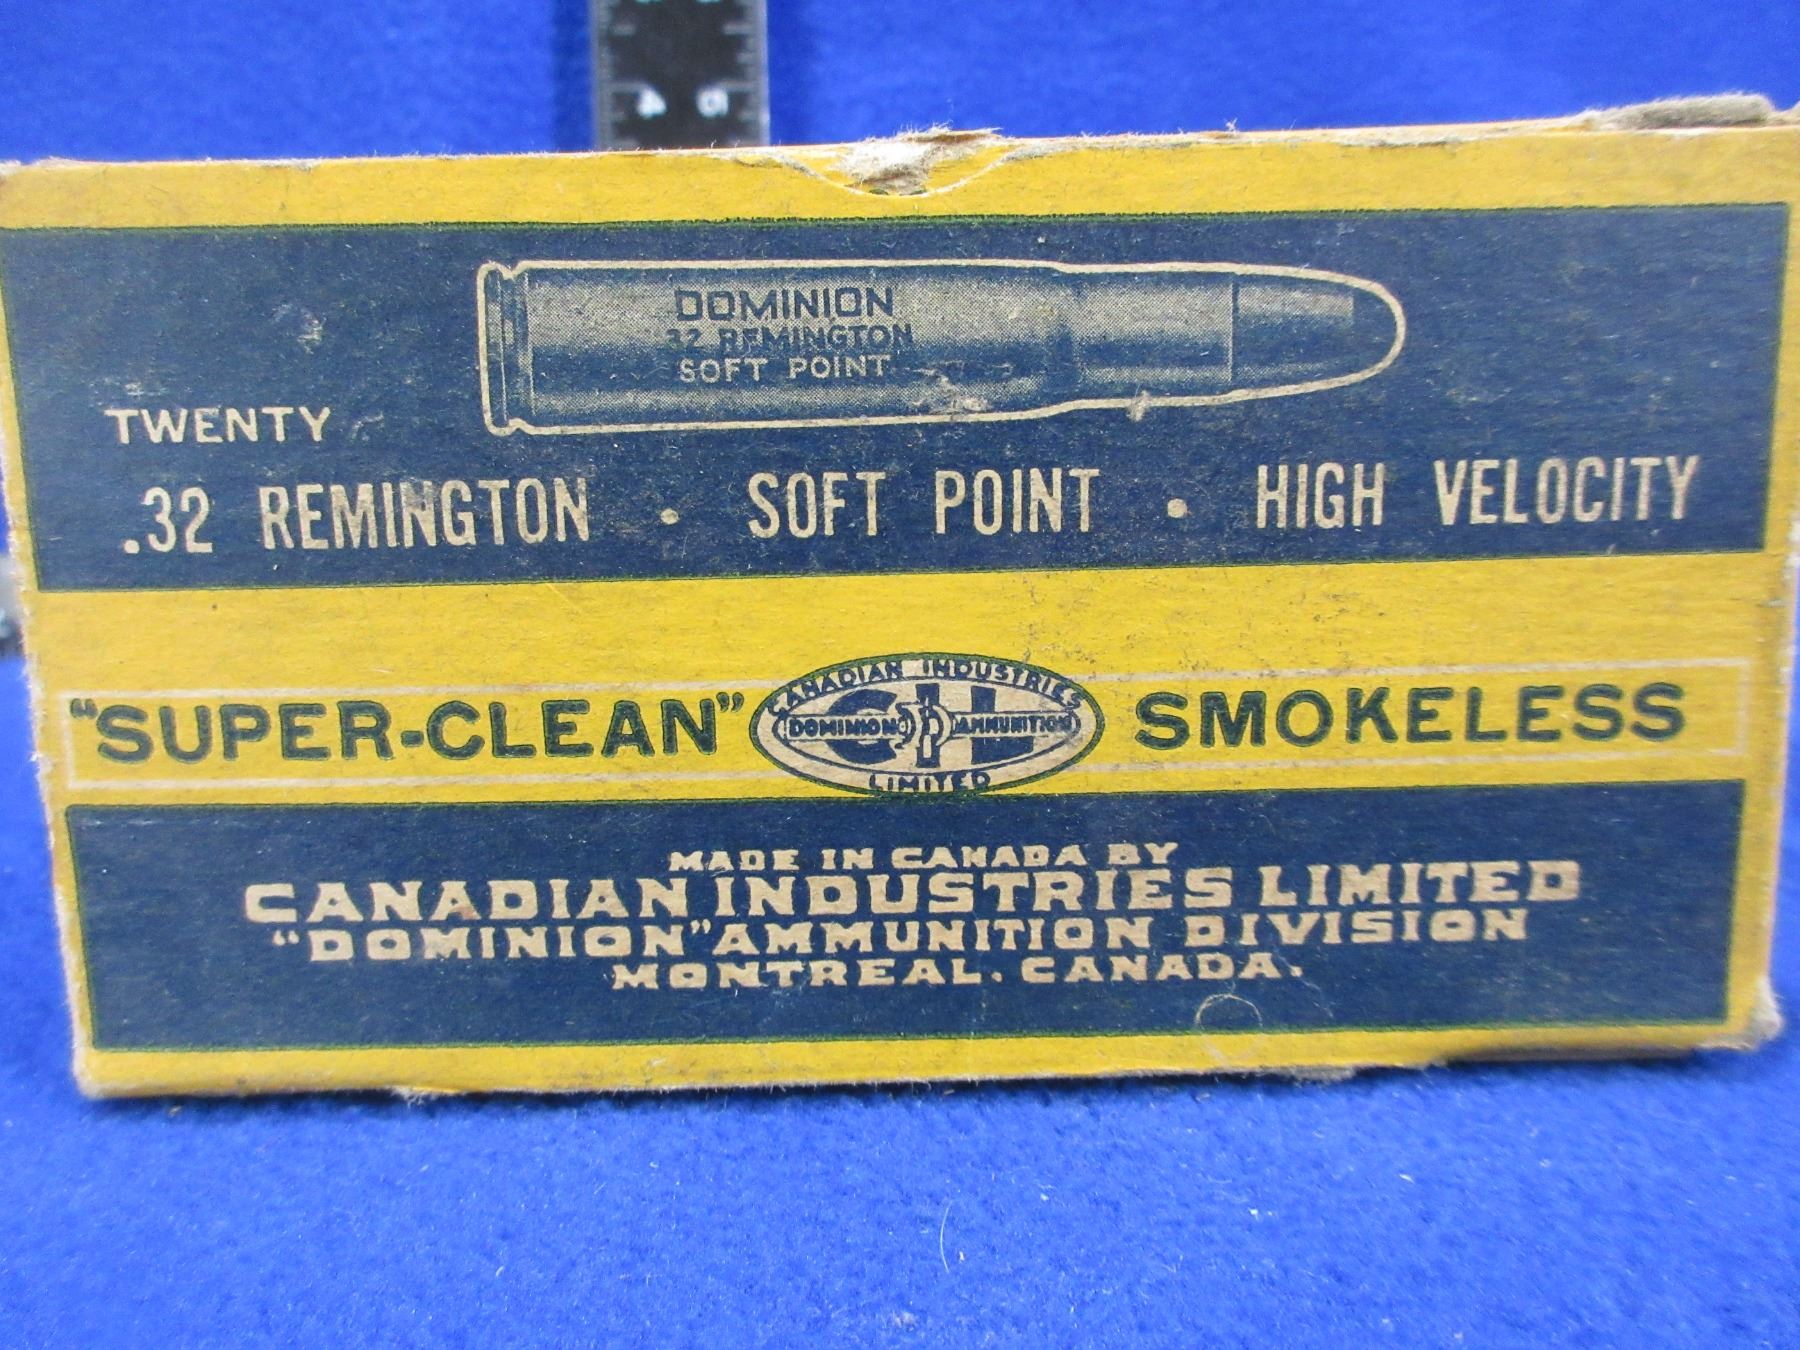 DOMINION
32 REMINGTON
SOFT POINT
TWENTY
.32 REMINGTON • SOFT POINT • HIGH VELOCITY
"SUPER-CLEAN"
CANADIAN INDUSTRIES
CIL
DOMINION AMMUNITION
LIMITED
SMOKELESS
MADE IN CANADA BY
CANADIAN INDUSTRIES LIMITED
"DOMINION" AMMUNITION DIVISION
MONTREAL. CANADA.